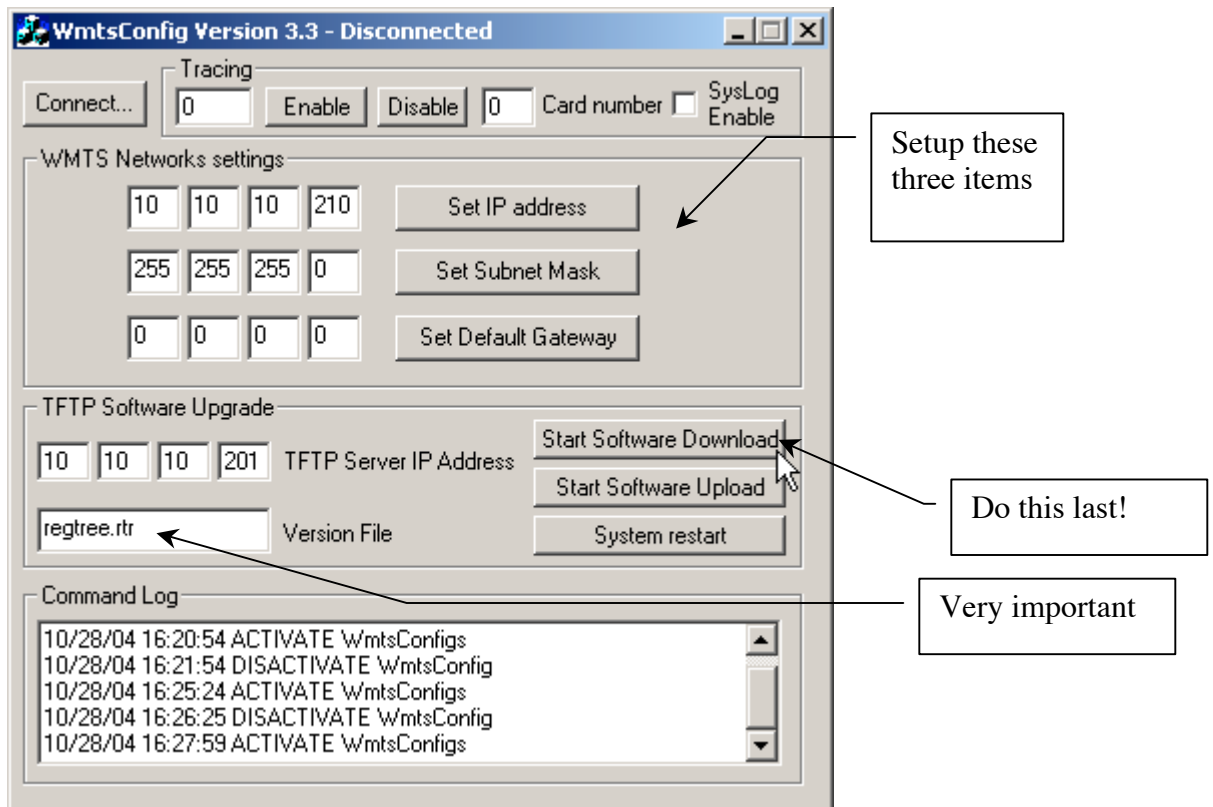 WmtsConfig Version 3.3 - Disconnected
Tracing
Connect... 0 Enable Disable 0 Card number SysLog Enable
Setup these
three items
WMTS Networks settings
10 10 10 210 Set IP address
255 255 255 0 Set Subnet Mask
0 0 0 0 Set Default Gateway
TFTP Software Upgrade
10 10 10 201 TFTP Server IP Address
Start Software Download
Start Software Upload
Do this last!
regtree.rtr Version File System restart
Very important
Command Log
10/28/04 16:20:54 ACTIVATE WmtsConfigs
10/28/04 16:21:54 DISACTIVATE WmtsConfig
10/28/04 16:25:24 ACTIVATE WmtsConfigs
10/28/04 16:26:25 DISACTIVATE WmtsConfig
10/28/04 16:27:59 ACTIVATE WmtsConfigs